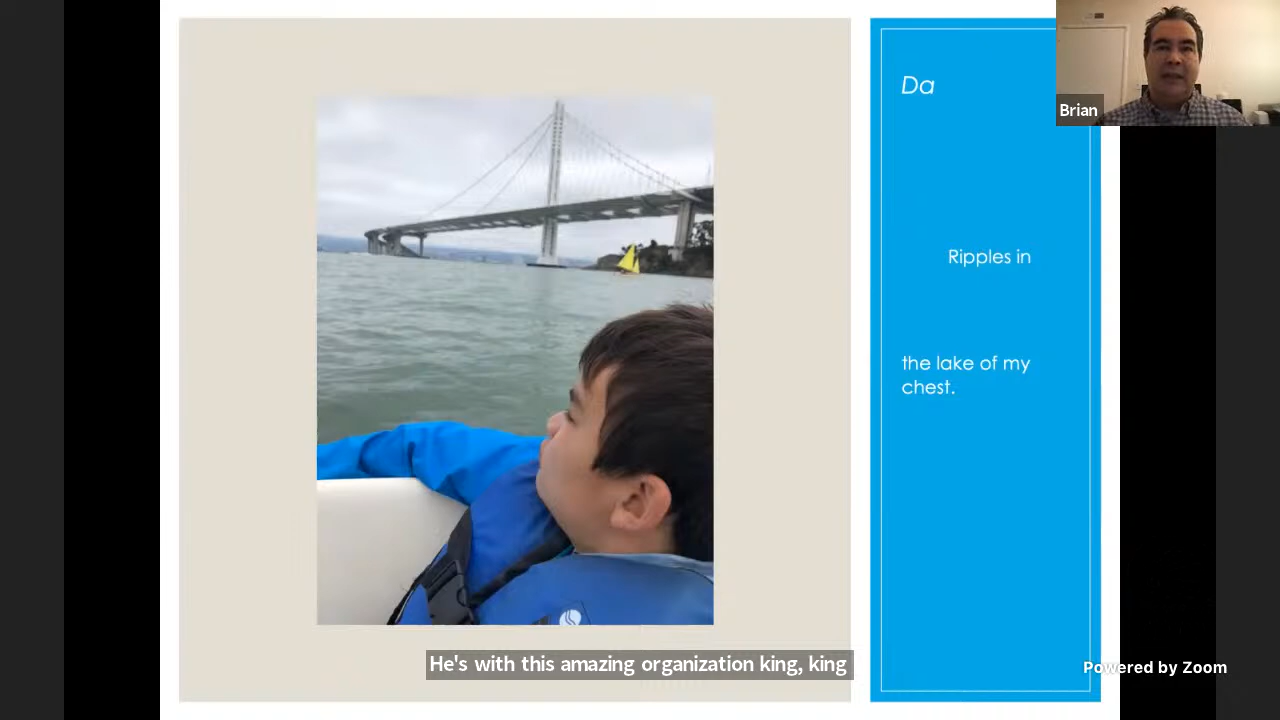 Da
Brian
Ripples in
the lake of my
chest.
He's with this amazing organization king, king
Powered by Zoom